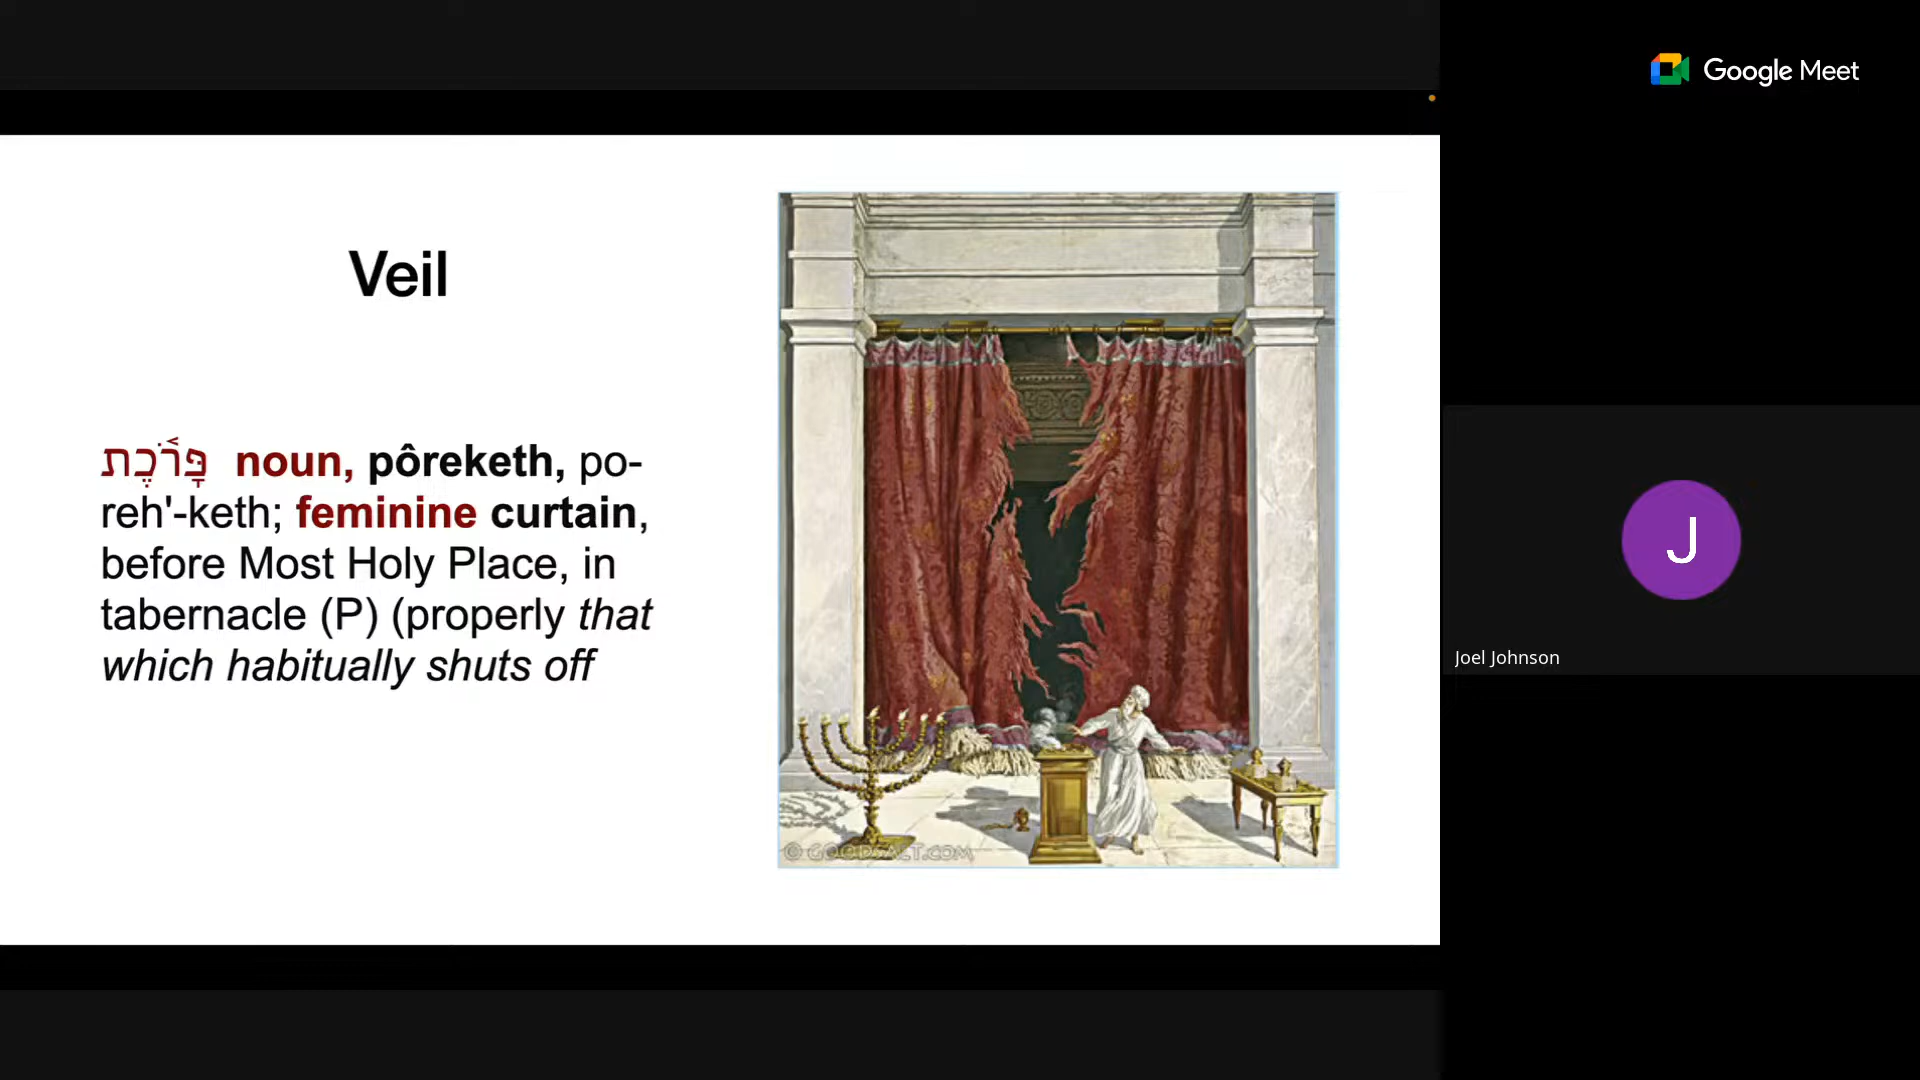 Google Meet
Veil
פָּרֹ֫כֶת noun, pôreketh, po-
reh'-keth; feminine curtain,
before Most Holy Place, in
tabernacle (P) (properly that
which habitually shuts off
© GOODSALT.COM
J
Joel Johnson